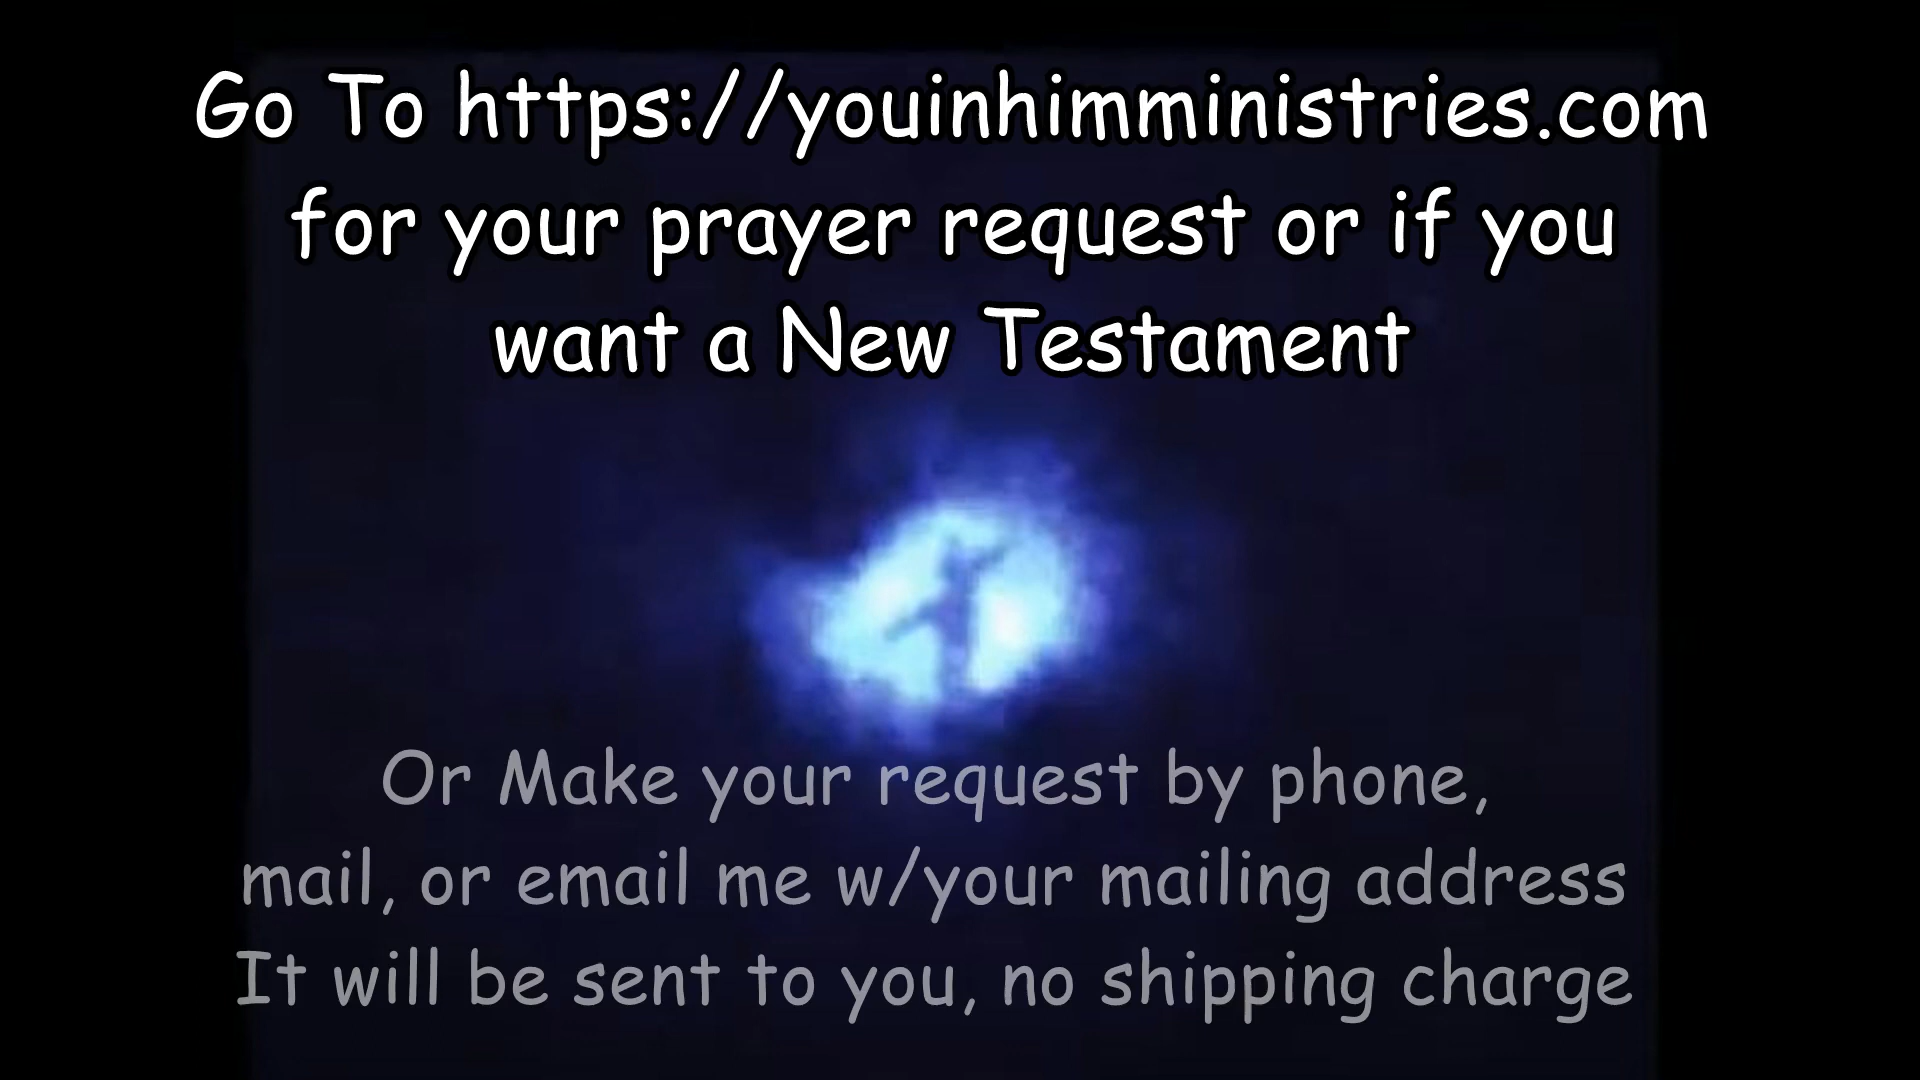 Go To https://youinhimministries.com
for your prayer request or if you
want a New Testament
Or Make your request by phone,
mail, or email me w/your mailing address
It will be sent to you, no shipping charge